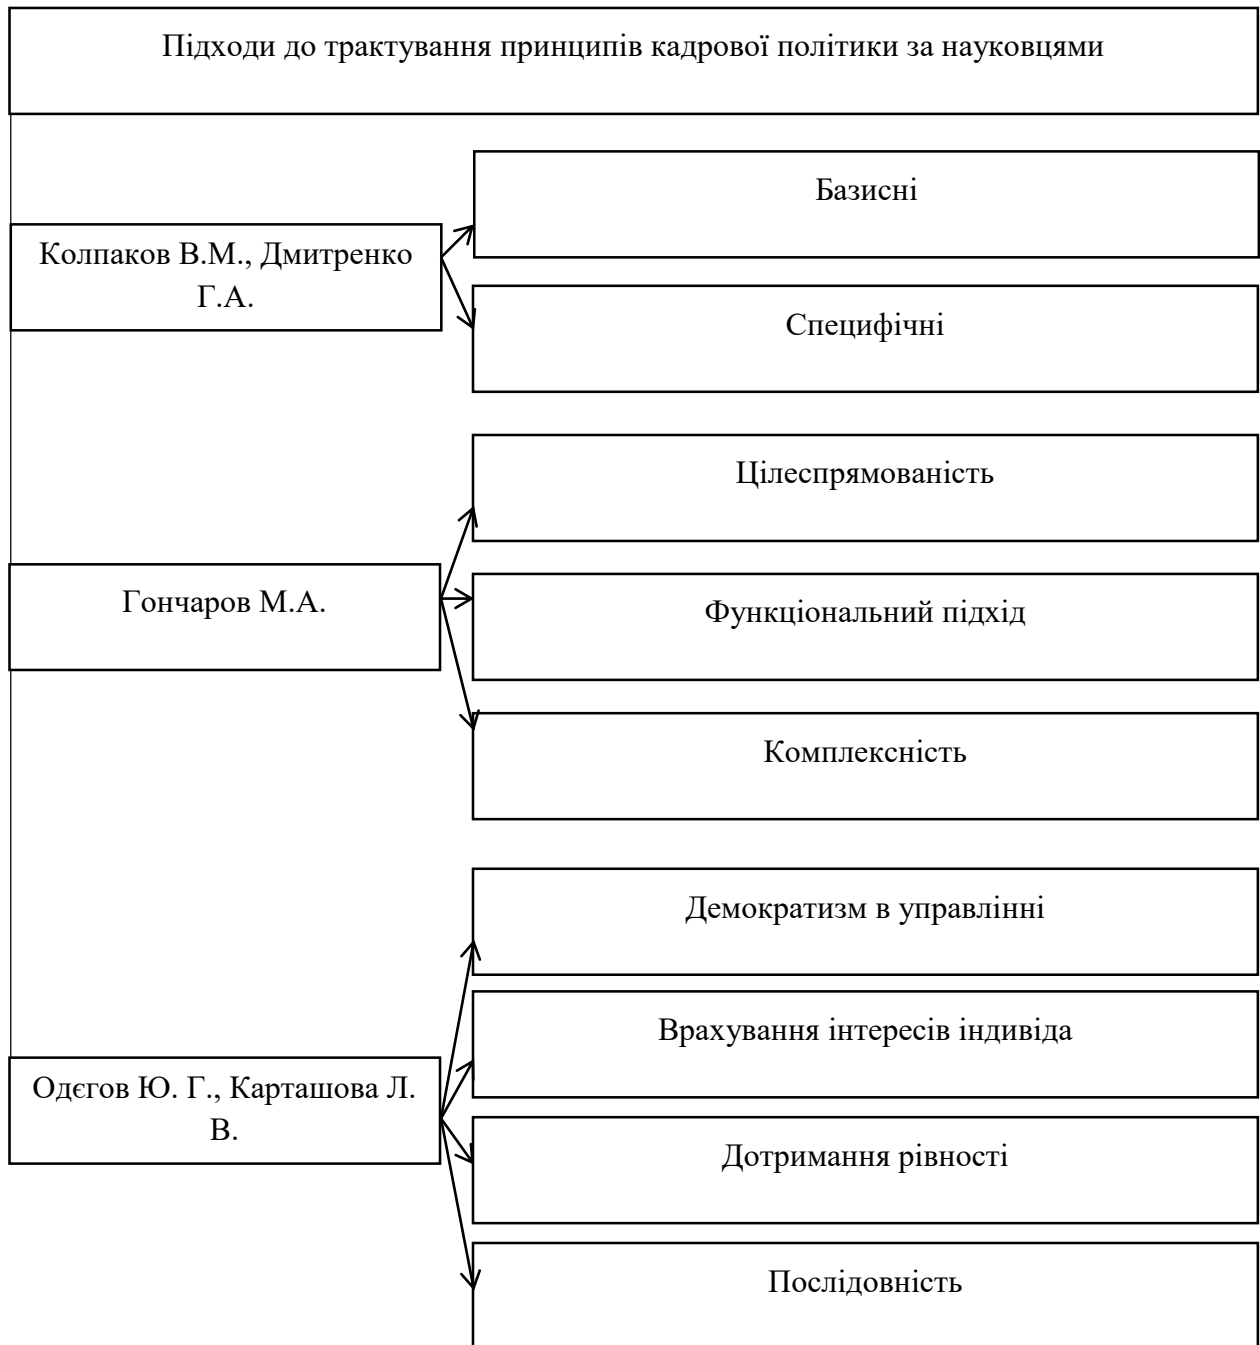 Підходи до трактування принципів кадрової політики за науковцями
Базисні
Колпаков В.М., Дмитренко
Г.А.
Специфічні
Цілеспрямованість
Гончаров М.А.
Функціональний підхід
Комплексність
Демократизм в управлінні
Врахування інтересів індивіда
Одєгов Ю. Г., Карташова Л.
В.
Дотримання рівності
Послідовність